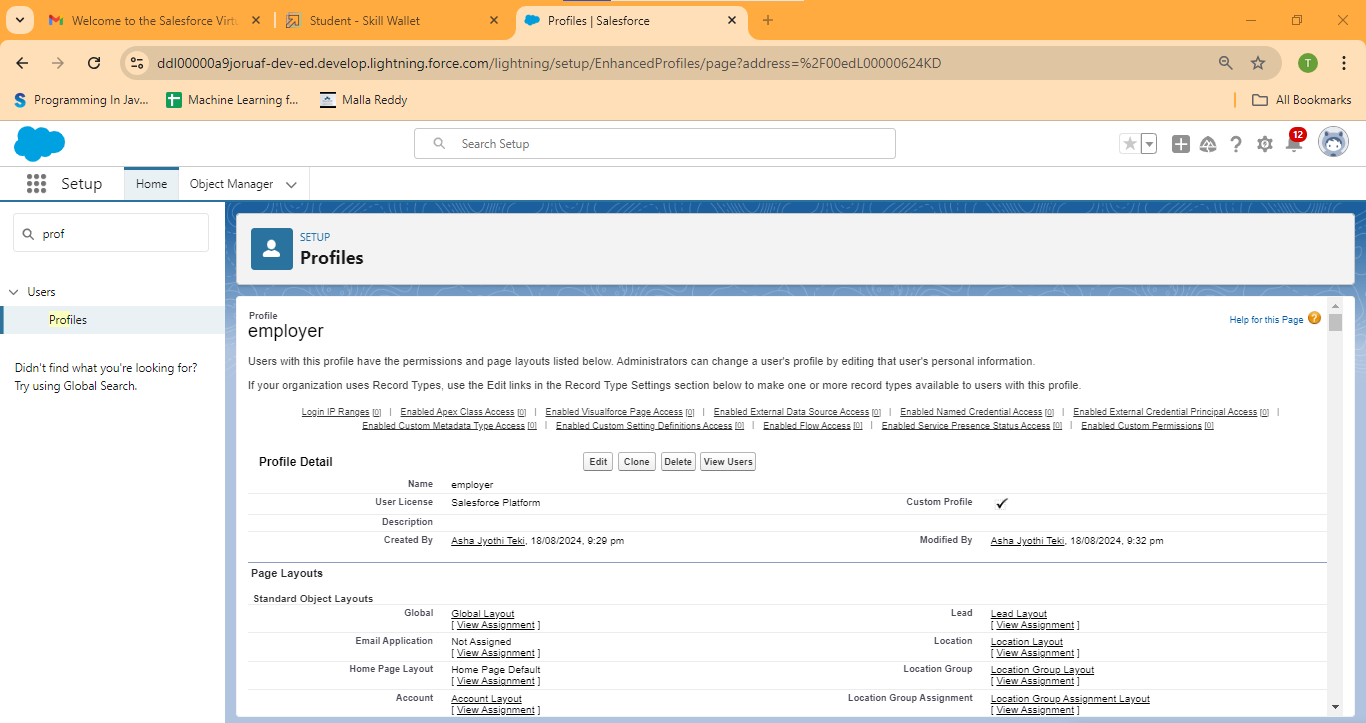 Welcome to the Salesforce Virtu
Student - Skill Wallet
Profiles | Salesforce
ddl00000a9joruaf-dev-ed.develop.lightning.force.com/lightning/setup/EnhancedProfiles/page?address=%2F00edL00000624KD
T
Programming In Jav...
Machine Learning f...
Malla Reddy
All Bookmarks
Search Setup
12
Setup
Home
Object Manager
prof
Users
Profiles
Didn't find what you're looking for?
Try using Global Search.
SETUP
Profiles
Profile
employer
Help for this Page ?
Users with this profile have the permissions and page layouts listed below. Administrators can change a user's profile by editing that user's personal information.
If your organization uses Record Types, use the Edit links in the Record Type Settings section below to make one or more record types available to users with this profile.
Login IP Ranges [0] | Enabled Apex Class Access [0] | Enabled Visualforce Page Access [0] | Enabled External Data Source Access [0] | Enabled Named Credential Access [0] | Enabled External Credential Principal Access [0] |
Enabled Custom Metadata Type Access [0] | Enabled Custom Setting Definitions Access [0] | Enabled Flow Access [0] | Enabled Service Presence Status Access [0] | Enabled Custom Permissions [0]
Profile Detail Edit Clone Delete View Users
Name employer
User License Salesforce Platform Custom Profile ✓
Description
Created By Asha Jyothi Teki, 18/08/2024, 9:29 pm Modified By Asha Jyothi Teki, 18/08/2024, 9:32 pm
Page Layouts
Standard Object Layouts
Global Global Layout Lead Lead Layout
[ View Assignment ] [ View Assignment ]
Email Application Not Assigned Location Location Layout
[ View Assignment ] [ View Assignment ]
Home Page Layout Home Page Default Location Group Location Group Layout
[ View Assignment ] [ View Assignment ]
Account Account Layout Location Group Assignment Location Group Assignment Layout
[ View Assignment ] [ View Assignment ]